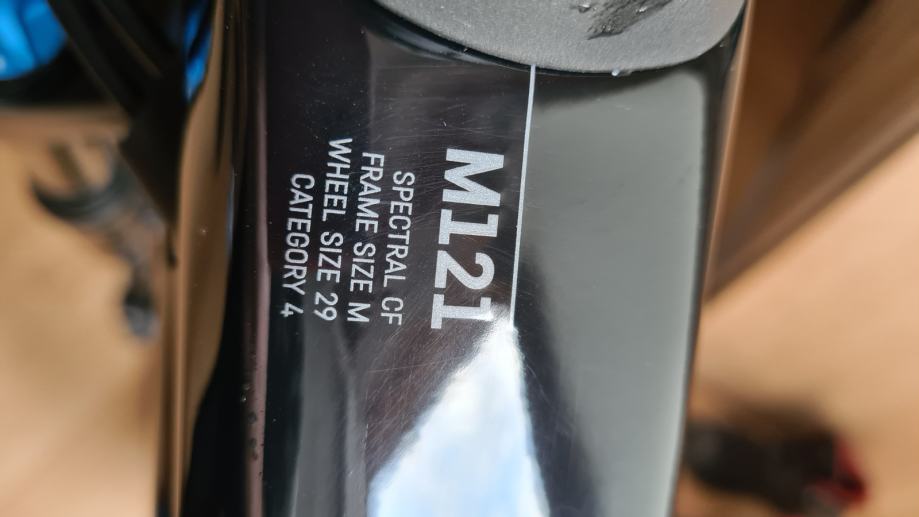 M121
SPECTRAL CF
FRAME SIZE M
WHEEL SIZE 29
CATEGORY 4